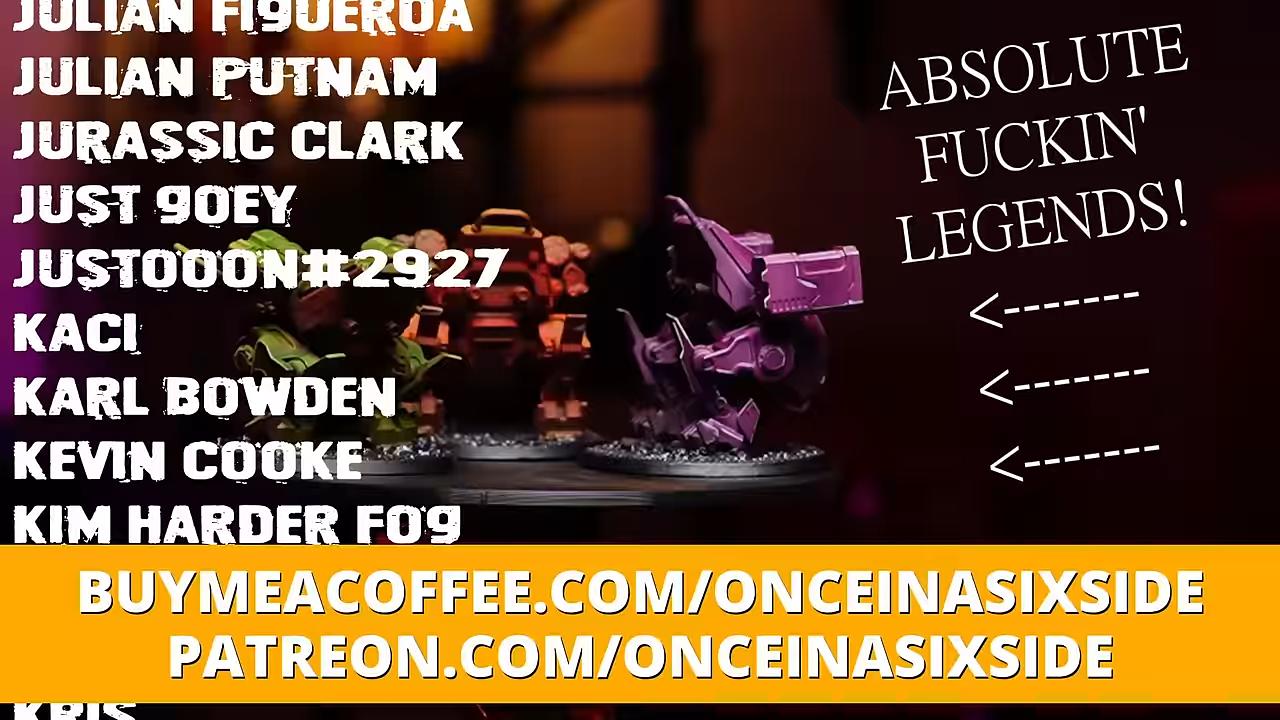 JULIAN FIGUEROA
JULIAN PUTNAM
JURASSIC CLARK
JUST GOEY
JUSTOOON#2927
KACI
KARL BOWDEN
KEVIN COOKE
KIM HARDER FOG
KRIS
ABSOLUTE
FUCKIN'
LEGENDS!
<-------
<-------
<-------
BUYMEACOFFEE.COM/ONCEINASIXSIDE
PATREON.COM/ONCEINASIXSIDE